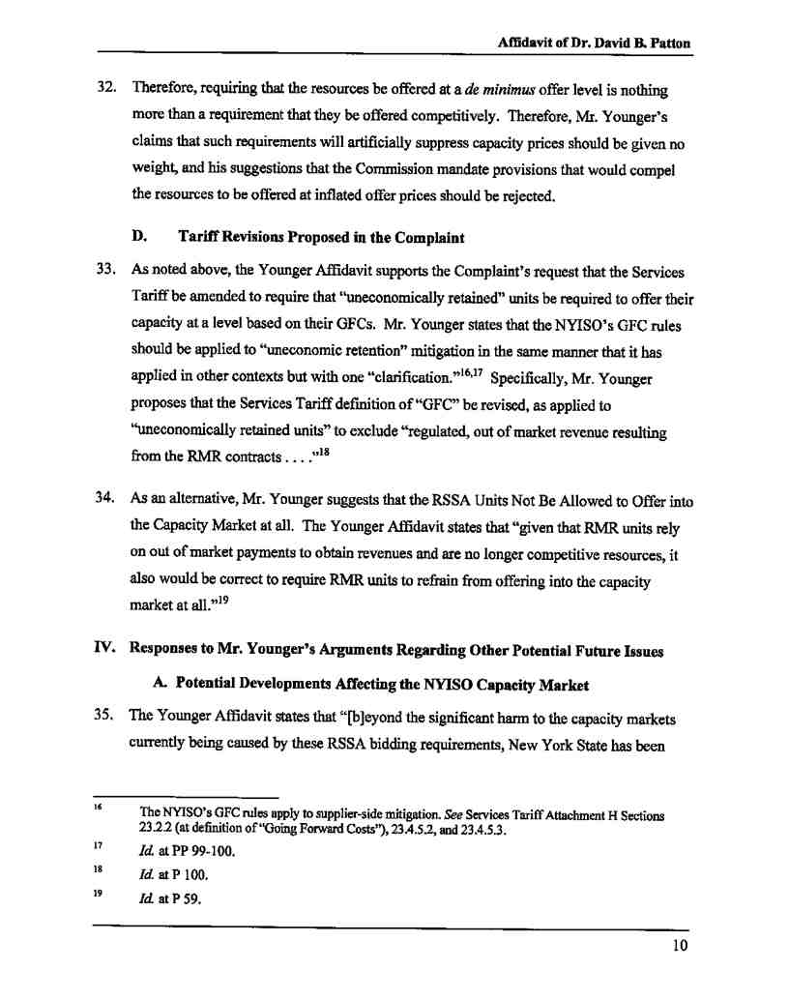 Affidavit of Dr. David B. Patton
32. Therefore, requiring that the resources be offered at a de minimus offer level is nothing
more than a requirement that they be offered competitively. Therefore, Mr. Younger's
claims that such requirements will artificially suppress capacity prices should be given no
weight, and his suggestions that the Commission mandate provisions that would compel
the resources to be offered at inflated offer prices should be rejected.
D. Tariff Revisions Proposed in the Complaint
33. As noted above, the Younger Affidavit supports the Complaint's request that the Services
Tariff be amended to require that "uneconomically retained" units be required to offer their
capacity at a level based on their GFCs. Mr. Younger states that the NYISO's GFC rules
should be applied to "uneconomic retention" mitigation in the same manner that it has
applied in other contexts but with one "clarification."16,17 Specifically, Mr. Younger
proposes that the Services Tariff definition of "GFC" be revised, as applied to
"uneconomically retained units" to exclude "regulated, out of market revenue resulting
from the RMR contracts . . . ."18
34. As an alternative, Mr. Younger suggests that the RSSA Units Not Be Allowed to Offer into
the Capacity Market at all. The Younger Affidavit states that "given that RMR units rely
on out of market payments to obtain revenues and are no longer competitive resources, it
also would be correct to require RMR units to refrain from offering into the capacity
market at all."19
IV. Responses to Mr. Younger's Arguments Regarding Other Potential Future Issues
A. Potential Developments Affecting the NYISO Capacity Market
35. The Younger Affidavit states that "[b]eyond the significant harm to the capacity markets
currently being caused by these RSSA bidding requirements, New York State has been
16 The NYISO's GFC rules apply to supplier-side mitigation. See Services Tariff Attachment H Sections
23.2.2 (at definition of "Going Forward Costs"), 23.4.5.2, and 23.4.5.3.
17 Id. at PP 99-100.
18 Id. at P 100.
19 Id. at P 59.
10